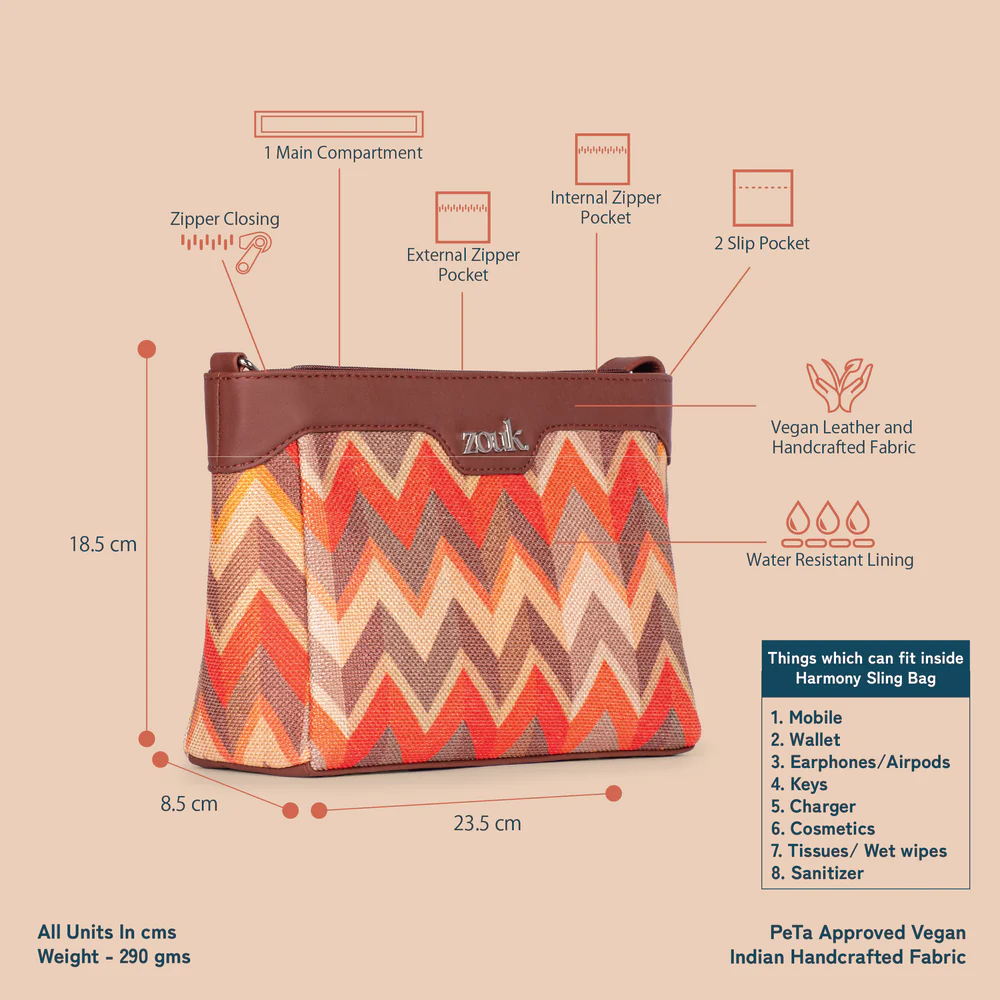 1 Main Compartment
Internal Zipper
Pocket
Zipper Closing
External Zipper
Pocket
2 Slip Pocket
zouk.
Vegan Leather and
Handcrafted Fabric
18.5 cm
Water Resistant Lining
Things which can fit inside
Harmony Sling Bag
1. Mobile
2. Wallet
3. Earphones/Airpods
4. Keys
5. Charger
6. Cosmetics
7. Tissues/ Wet wipes
8. Sanitizer
8.5 cm
23.5 cm
All Units In cms
Weight - 290 gms
PeTa Approved Vegan
Indian Handcrafted Fabric